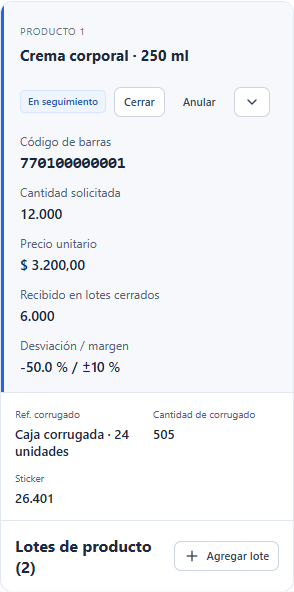 PRODUCTO 1
Crema corporal · 250 ml
En seguimiento
Cerrar
Anular
Código de barras
770100000001
Cantidad solicitada
12.000
Precio unitario
$ 3.200,00
Recibido en lotes cerrados
6.000
Desviación / margen
-50.0 % / ±10 %
Ref. corrugado
Caja corrugada · 24
unidades
Cantidad de corrugado
505
Sticker
26.401
Lotes de producto
(2)
Agregar lote